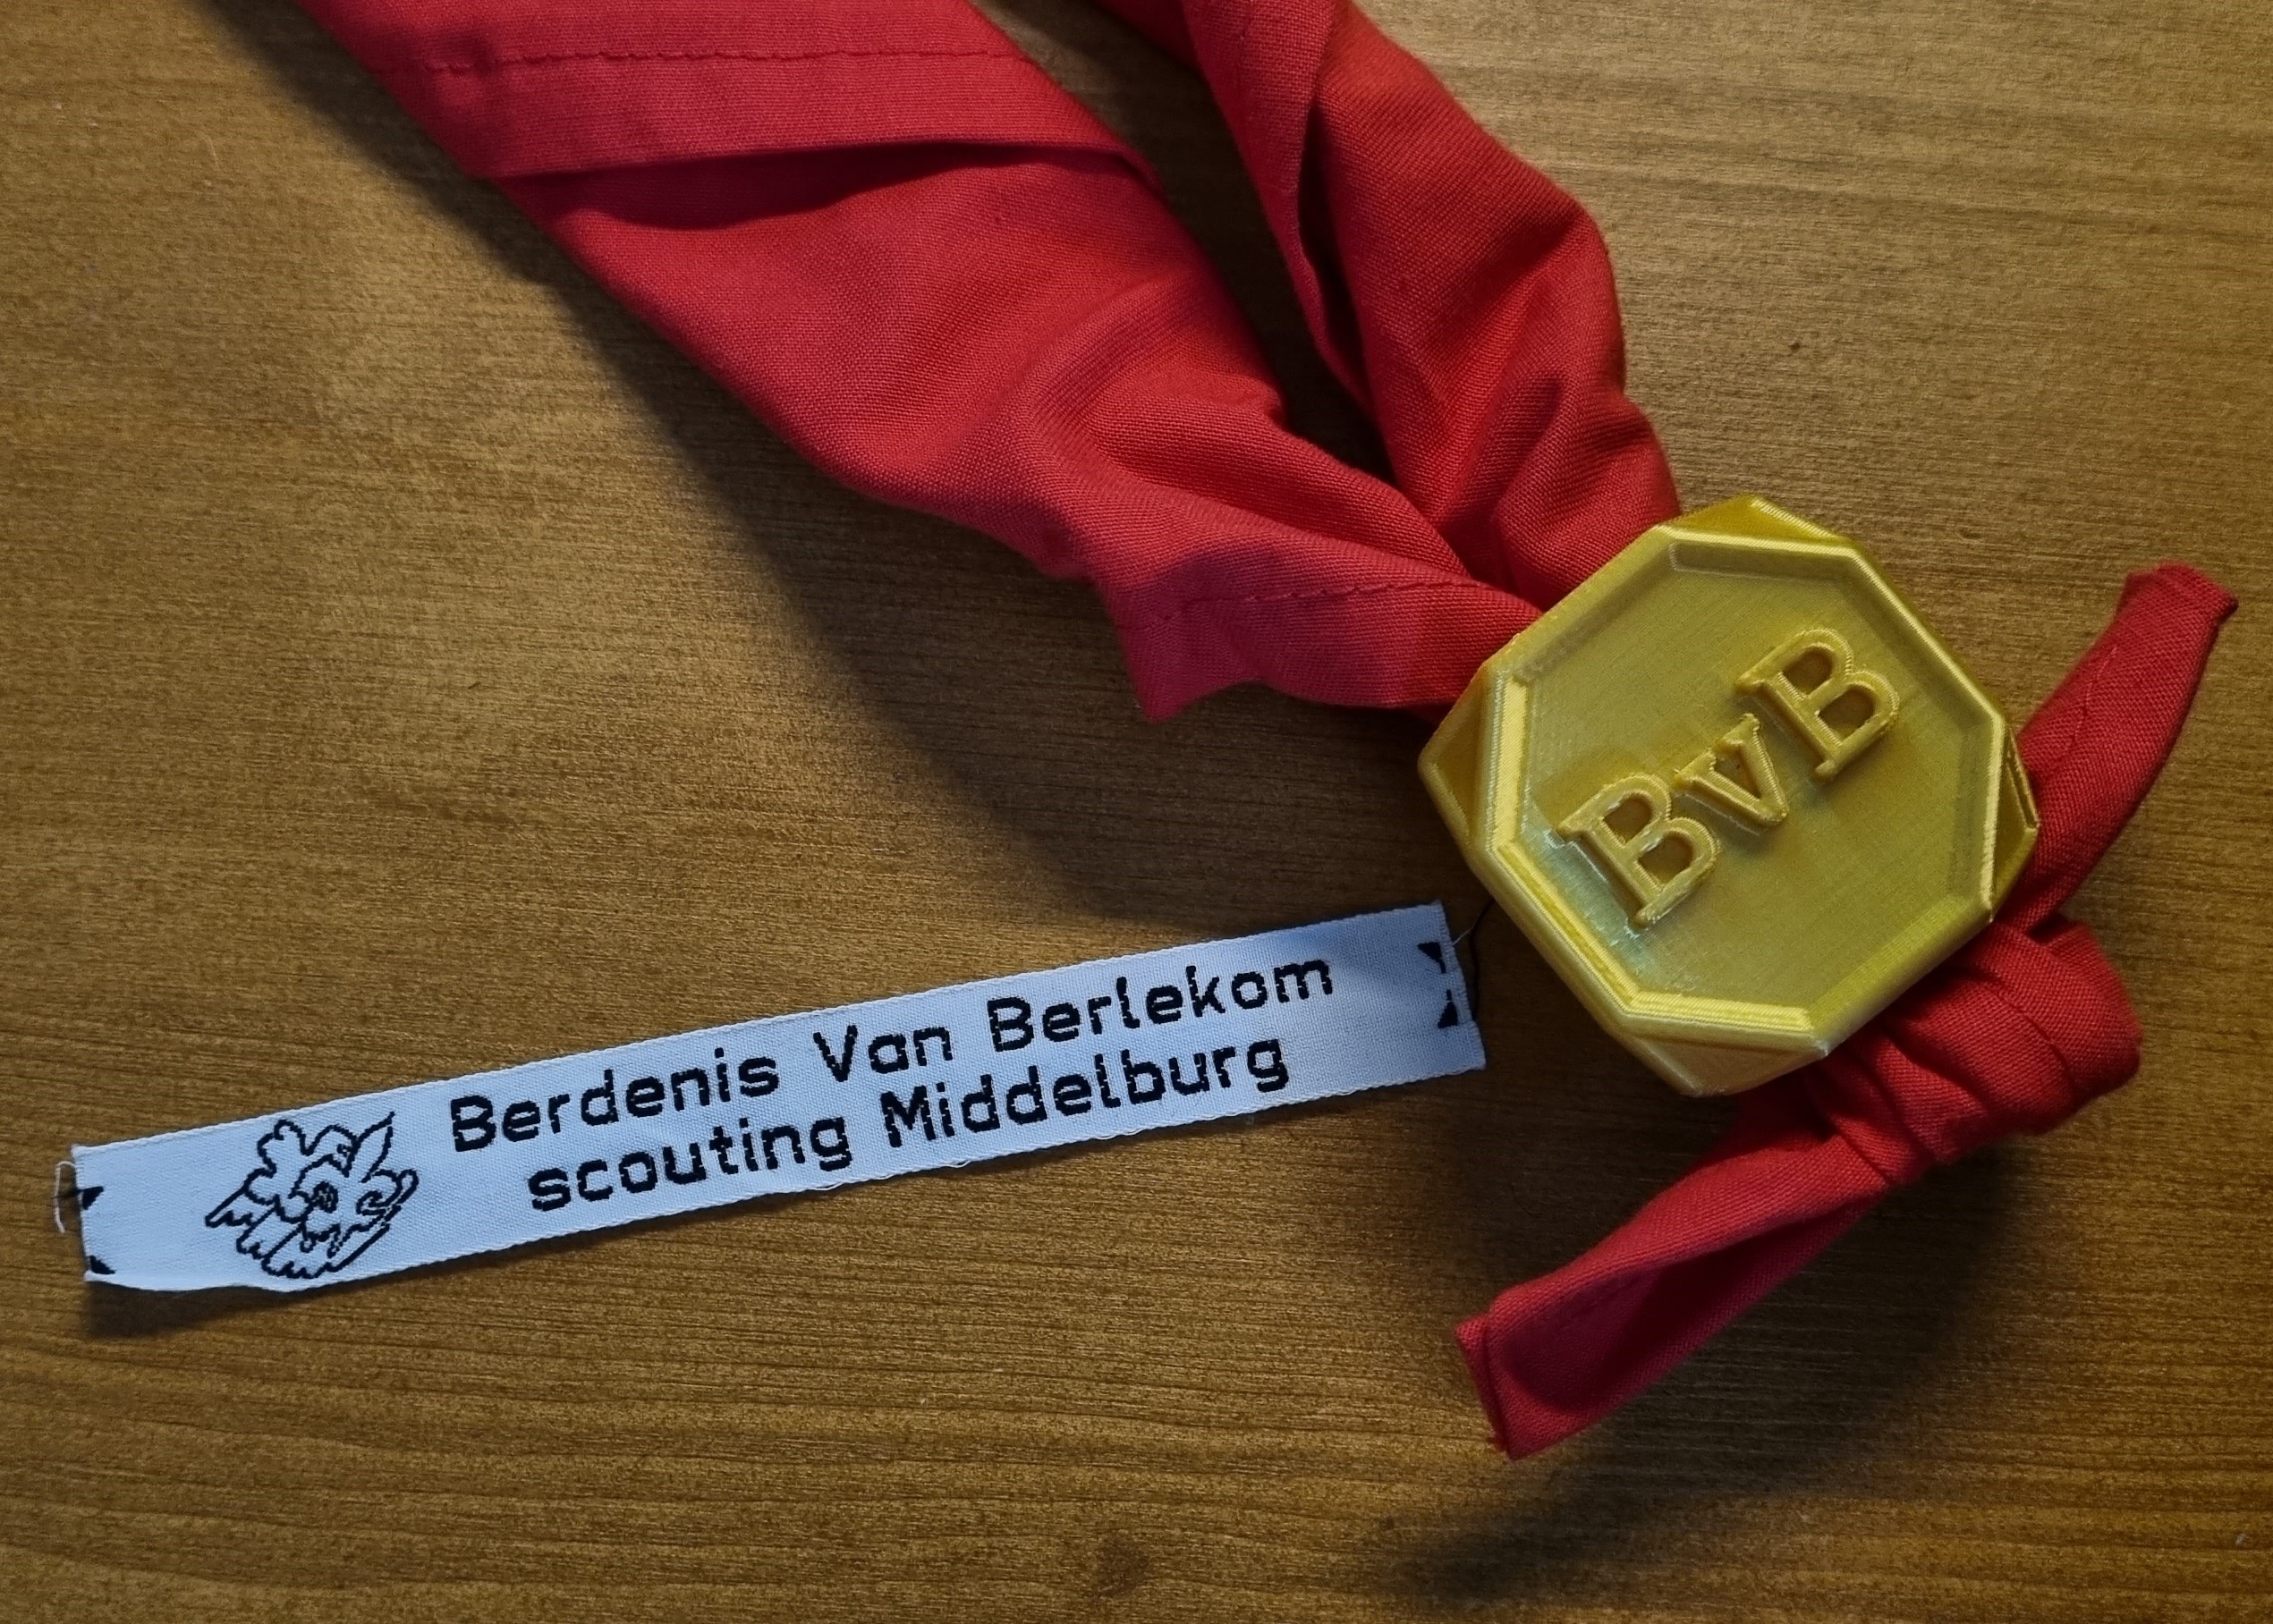 BvB
Berdenis Van Berlekom
scouting Middelburg